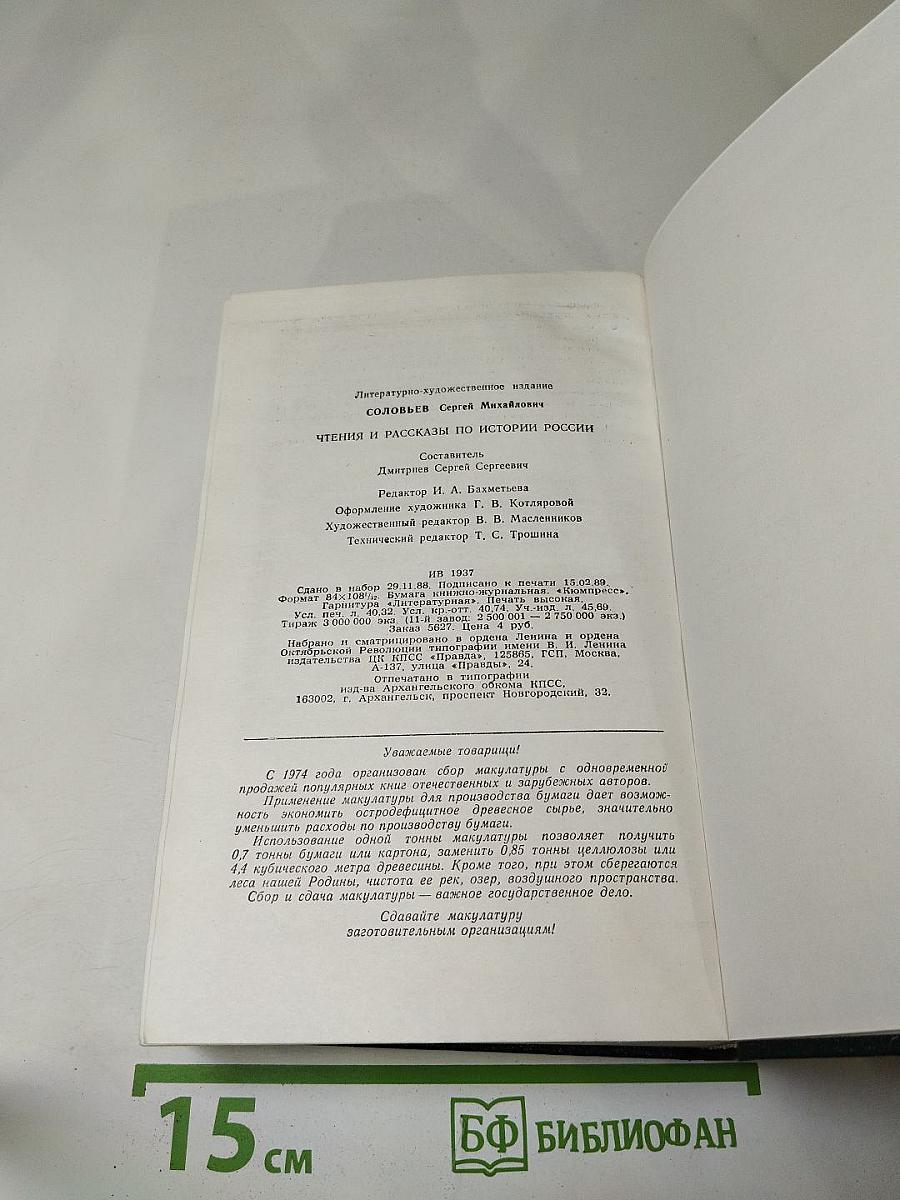 Литературно-художественное издание
СОЛОВЬЕВ Сергей Михайлович
ЧТЕНИЯ И РАССКАЗЫ ПО ИСТОРИИ РОССИИ
Составитель
Дмитриев Сергей Сергеевич
Редактор И. А. Бахметьева
Оформление художника Г. В. Котляровой
Художественный редактор В. В. Масленников
Технический редактор Т. С. Трошина
ИВ 1937
Сдано в набор 29.11.88. Подписано к печати 15.02.89.
Формат 84×108¹/₃₂. Бумага книжно-журнальная. «Кюмпресс».
Гарнитура «Литературная». Печать высокая.
Усл. печ. л. 40,32. Усл. кр.-отт. 40,74. Уч.-изд. л. 45,69.
Тираж 3 000 000 экз. (11-й завод: 2 500 001 — 2 750 000 экз.)
Заказ 5627. Цена 4 руб.
Набрано и сматрицировано в ордена Ленина и ордена
Октябрьской Революции типографии имени В. И. Ленина
издательства ЦК КПСС «Правда», 125865, ГСП, Москва,
А-137, улица «Правды», 24.
Отпечатано в типографии
изд-ва Архангельского обкома КПСС,
163002, г. Архангельск, проспект Новгородский, 32.
Уважаемые товарищи!
С 1974 года организован сбор макулатуры с одновременной
продажей популярных книг отечественных и зарубежных авторов.
Применение макулатуры для производства бумаги дает возмож-
ность экономить остродефицитное древесное сырье, значительно
уменьшить расходы по производству бумаги.
Использование одной тонны макулатуры позволяет получить
0,7 тонны бумаги или картона, заменить 0,85 тонны целлюлозы или
4,4 кубического метра древесины. Кроме того, при этом сберегаются
леса нашей Родины, чистота ее рек, озер, воздушного пространства.
Сбор и сдача макулатуры — важное государственное дело.
Сдавайте макулатуру
заготовительным организациям!
15 см
БФ БИБЛИОФАН